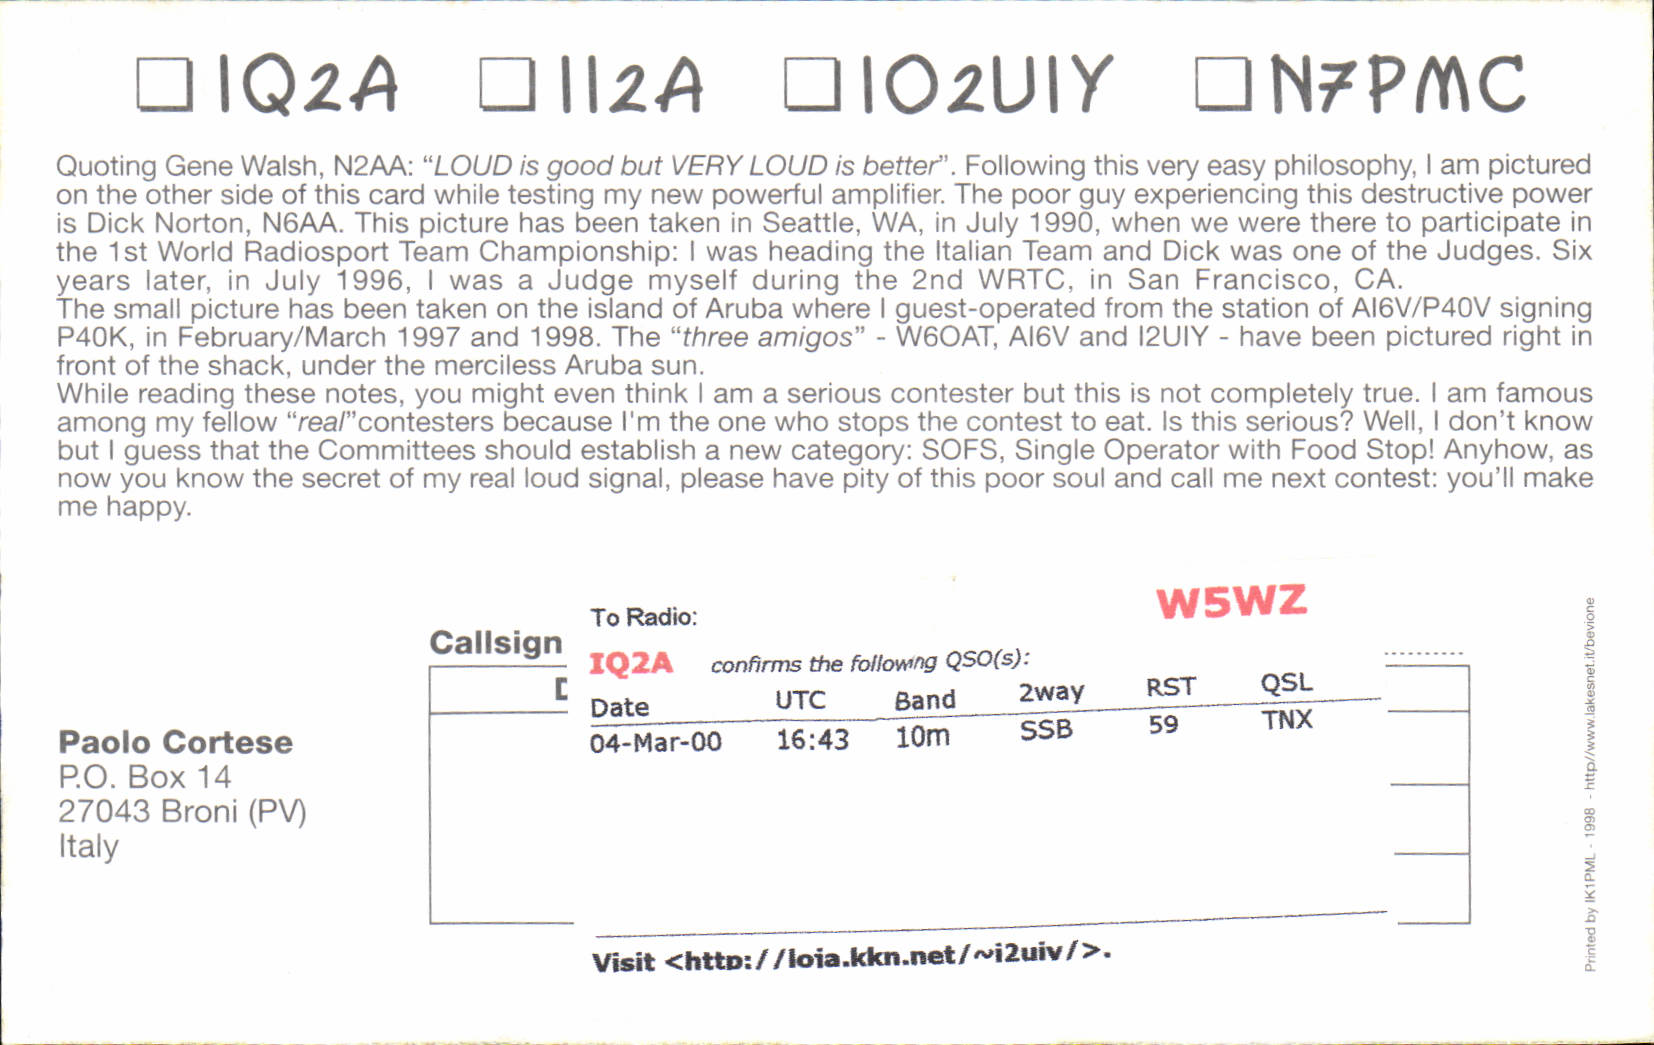 IQ2A II2A IO2UIY N7PMC
Quoting Gene Walsh, N2AA: “LOUD is good but VERY LOUD is better”. Following this very easy philosophy, I am pictured
on the other side of this card while testing my new powerful amplifier. The poor guy experiencing this destructive power
is Dick Norton, N6AA. This picture has been taken in Seattle, WA, in July 1990, when we were there to participate in
the 1st World Radiosport Team Championship: I was heading the Italian Team and Dick was one of the Judges. Six
years later, in July 1996, I was a Judge myself during the 2nd WRTC, in San Francisco, CA.
The small picture has been taken on the island of Aruba where I guest-operated from the station of AI6V/P40V signing
P40K, in February/March 1997 and 1998. The “three amigos” - W6OAT, AI6V and I2UIY - have been pictured right in
front of the shack, under the merciless Aruba sun.
While reading these notes, you might even think I am a serious contester but this is not completely true. I am famous
among my fellow “real”contesters because I'm the one who stops the contest to eat. Is this serious? Well, I don’t know
but I guess that the Committees should establish a new category: SOFS, Single Operator with Food Stop! Anyhow, as
now you know the secret of my real loud signal, please have pity of this poor soul and call me next contest: you’ll make
me happy.
To Radio: W5WZ
Callsign
IQ2A confirms the following QSO(s):
Date UTC Band 2way RST QSL
04-Mar-00 16:43 10m SSB 59 TNX
Paolo Cortese
P.O. Box 14
27043 Broni (PV)
Italy
Visit <http://loja.kkn.net/~i2uiy/>.
Printed by IK1PML - 1998 - http//www.lakesnet.it/bevione